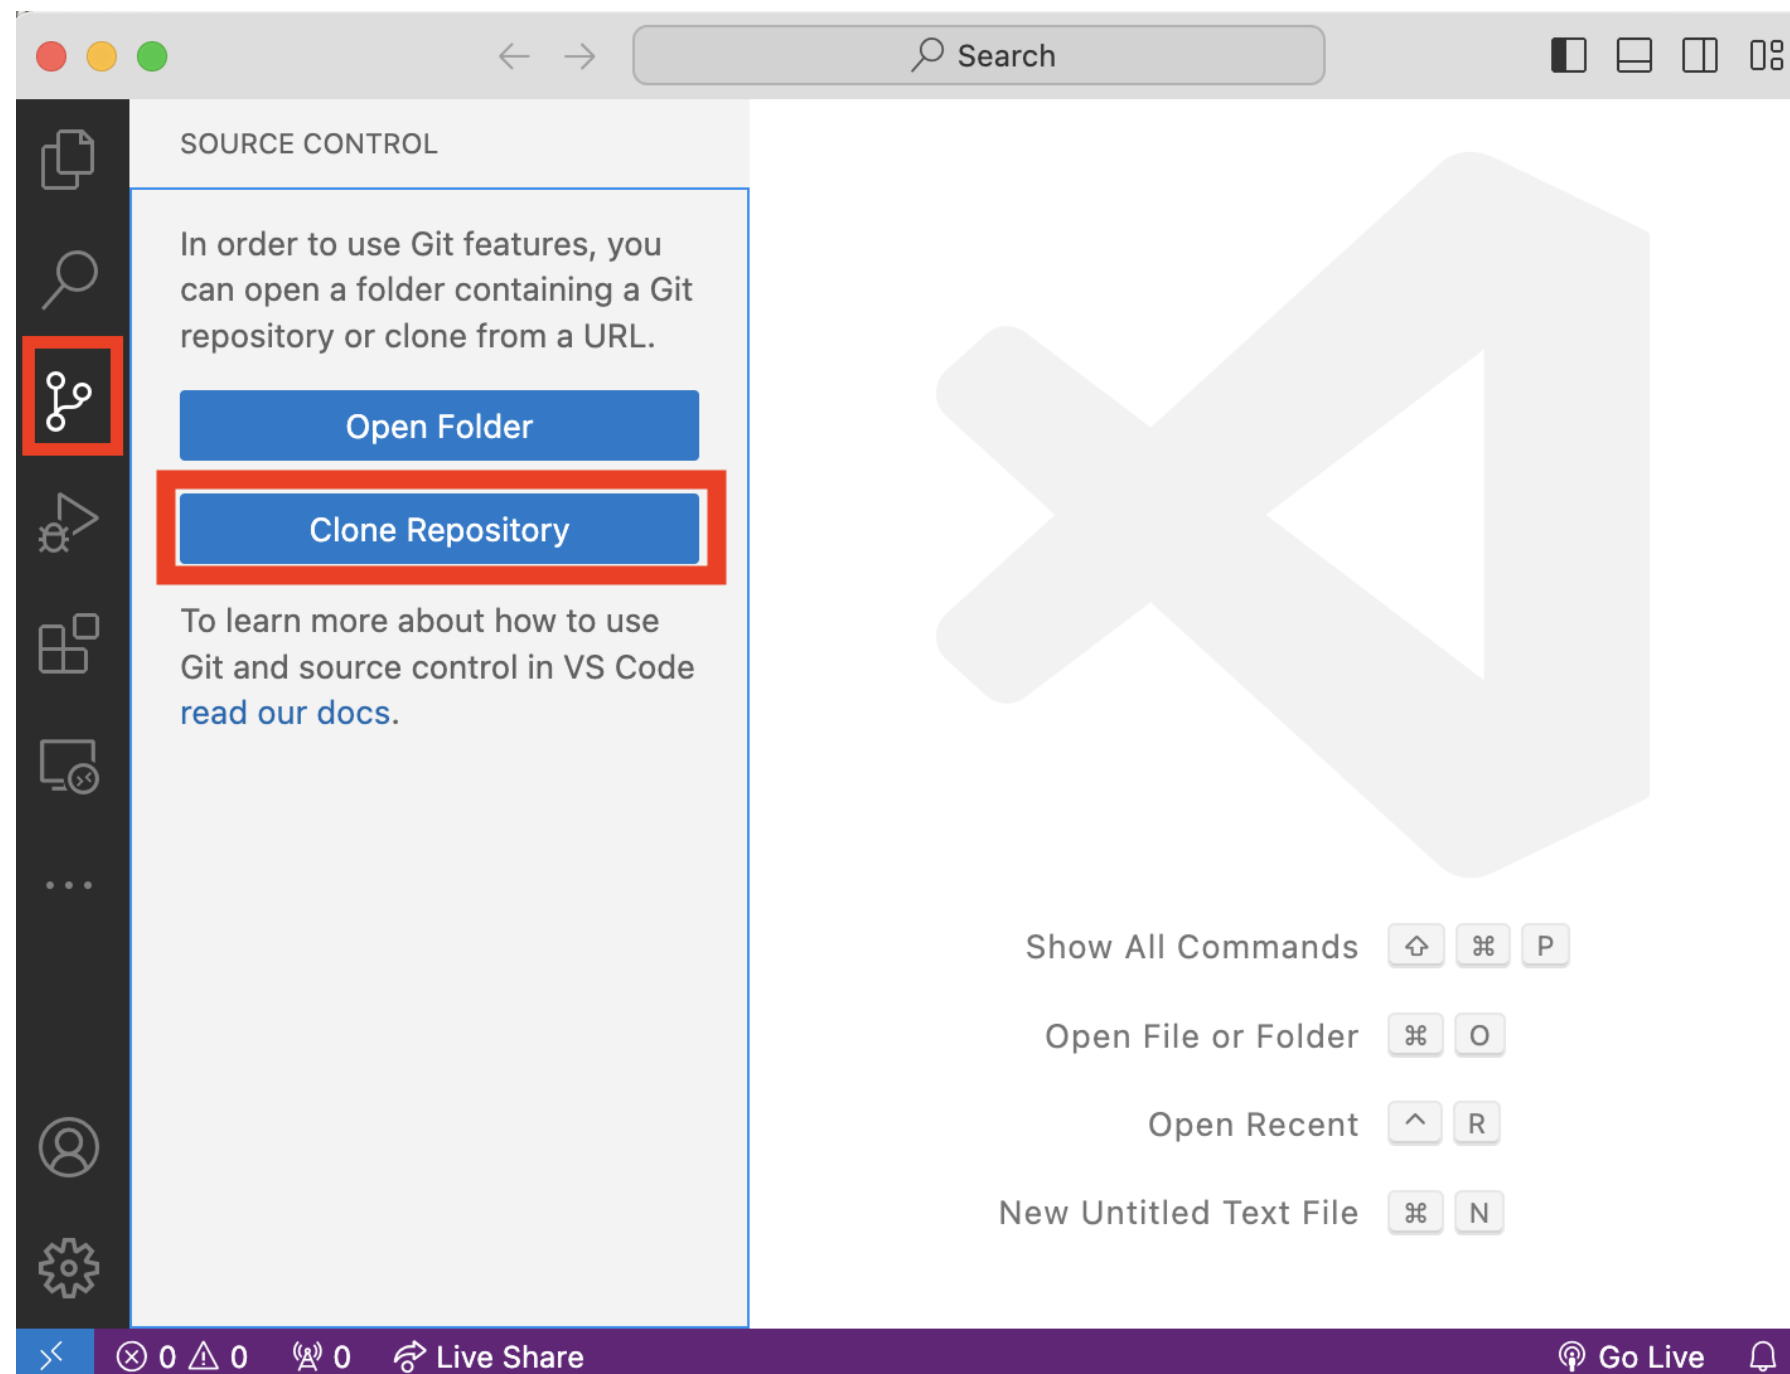 Search
SOURCE CONTROL
In order to use Git features, you
can open a folder containing a Git
repository or clone from a URL.
Open Folder
Clone Repository
To learn more about how to use
Git and source control in VS Code
read our docs.
Show All Commands ⇧ ⌘ P
Open File or Folder ⌘ O
Open Recent ^ R
New Untitled Text File ⌘ N
0 0 0 Live Share Go Live